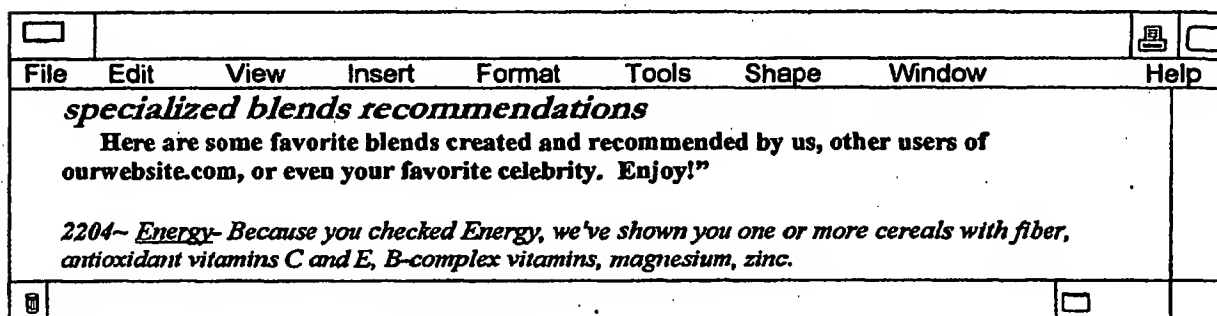 File Edit View Insert Format Tools Shape Window Help
specialized blends recommendations
Here are some favorite blends created and recommended by us, other users of
ourwebsite.com, or even your favorite celebrity. Enjoy!”
2204~ Energy- Because you checked Energy, we've shown you one or more cereals with fiber,
antioxidant vitamins C and E, B-complex vitamins, magnesium, zinc.